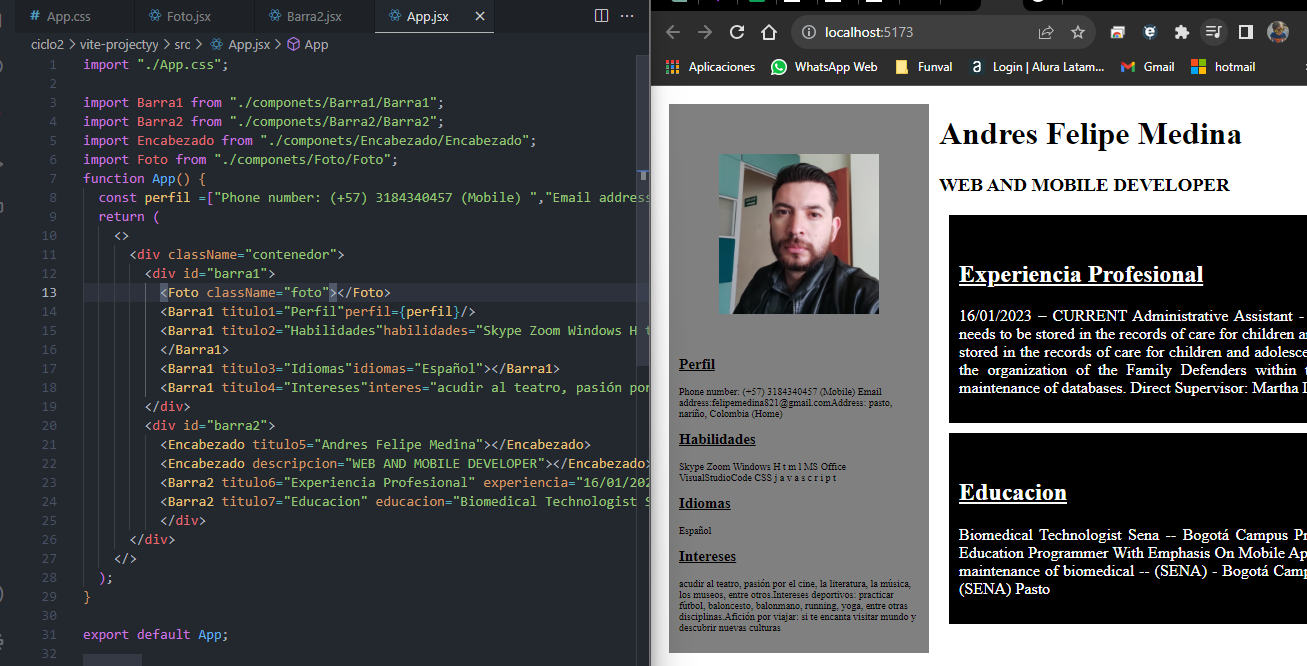 App.css
Foto.jsx
Barra2.jsx
App.jsx
ciclo2 > vite-projectyy > src > App.jsx > App
1 import "./App.css";
2
3 import Barra1 from "./componets/Barra1/Barra1";
4 import Barra2 from "./componets/Barra2/Barra2";
5 import Encabezado from "./componets/Encabezado/Encabezado";
6 import Foto from "./componets/Foto/Foto";
7 function App() {
8 const perfil =["Phone number: (+57) 3184340457 (Mobile) ","Email address
9 return (
10 <>
11 <div className="contenedor">
12 <div id="barra1">
13 <Foto className="foto"></Foto>
14 <Barra1 titulo1="Perfil"perfil={perfil}/>
15 <Barra1 titulo2="Habilidades"habilidades="Skype Zoom Windows H t
16 </Barra1>
17 <Barra1 titulo3="Idiomas"idiomas="Español"></Barra1>
18 <Barra1 titulo4="Intereses"interes="acudir al teatro, pasión por
19 </div>
20 <div id="barra2">
21 <Encabezado titulo5="Andres Felipe Medina"></Encabezado>
22 <Encabezado descripcion="WEB AND MOBILE DEVELOPER"></Encabezado>
23 <Barra2 titulo6="Experiencia Profesional" experiencia="16/01/202
24 <Barra2 titulo7="Educacion" educacion="Biomedical Technologist S
25 </div>
26 </div>
27 </>
28 );
29 }
30
31 export default App;
32
localhost:5173
Aplicaciones
WhatsApp Web
Funval
Login | Alura Latam...
Gmail
hotmail
Perfil
Phone number: (+57) 3184340457 (Mobile) Email
address:felipemedina821@gmail.comAddress: pasto,
nariño, Colombia (Home)
Habilidades
Skype Zoom Windows H t m l MS Office
VisualStudioCode CSS j a v a s c r i p t
Idiomas
Español
Intereses
acudir al teatro, pasión por el cine, la literatura, la música,
los museos, entre otros.Intereses deportivos: practicar
fútbol, baloncesto, balonmano, running, yoga, entre otras
disciplinas.Afición por viajar: si te encanta visitar mundo y
descubrir nuevas culturas
Andres Felipe Medina
WEB AND MOBILE DEVELOPER
Experiencia Profesional
16/01/2023 – CURRENT Administrative Assistant -
needs to be stored in the records of care for children a
stored in the records of care for children and adolesce
the organization of the Family Defenders within
maintenance of databases. Direct Supervisor: Martha
Educacion
Biomedical Technologist Sena -- Bogotá Campus Pr
Education Programmer With Emphasis On Mobile Ap
maintenance of biomedical -- (SENA) - Bogotá Camp
(SENA) Pasto